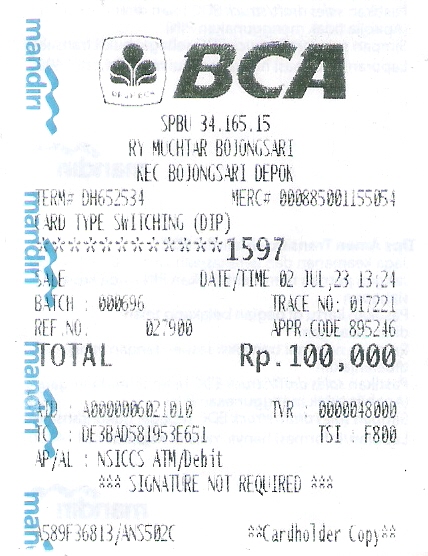 BCA
SPBU 34.165.15
RY MUCHTAR BOJONGSARI
KEC BOJONGSARI DEPOK
TERM# DH652534 MERC# 000885001155054
CARD TYPE SWITCHING (DIP)
************1597
SALE DATE/TIME 02 JUL,23 13:24
BATCH : 000696 TRACE NO: 017221
REF.NO. 027900 APPR.CODE 895246
TOTAL Rp.100,000
AID : A0000006021010 TVR : 0000048000
TC : DE3BAD581953E651 TSI : F800
AP/AL : NSICCS ATM/Debit
*** SIGNATURE NOT REQUIRED ***
A589F36813/ANS502C **Cardholder Copy**
mandiri
mandiri
mandiri
mandiri